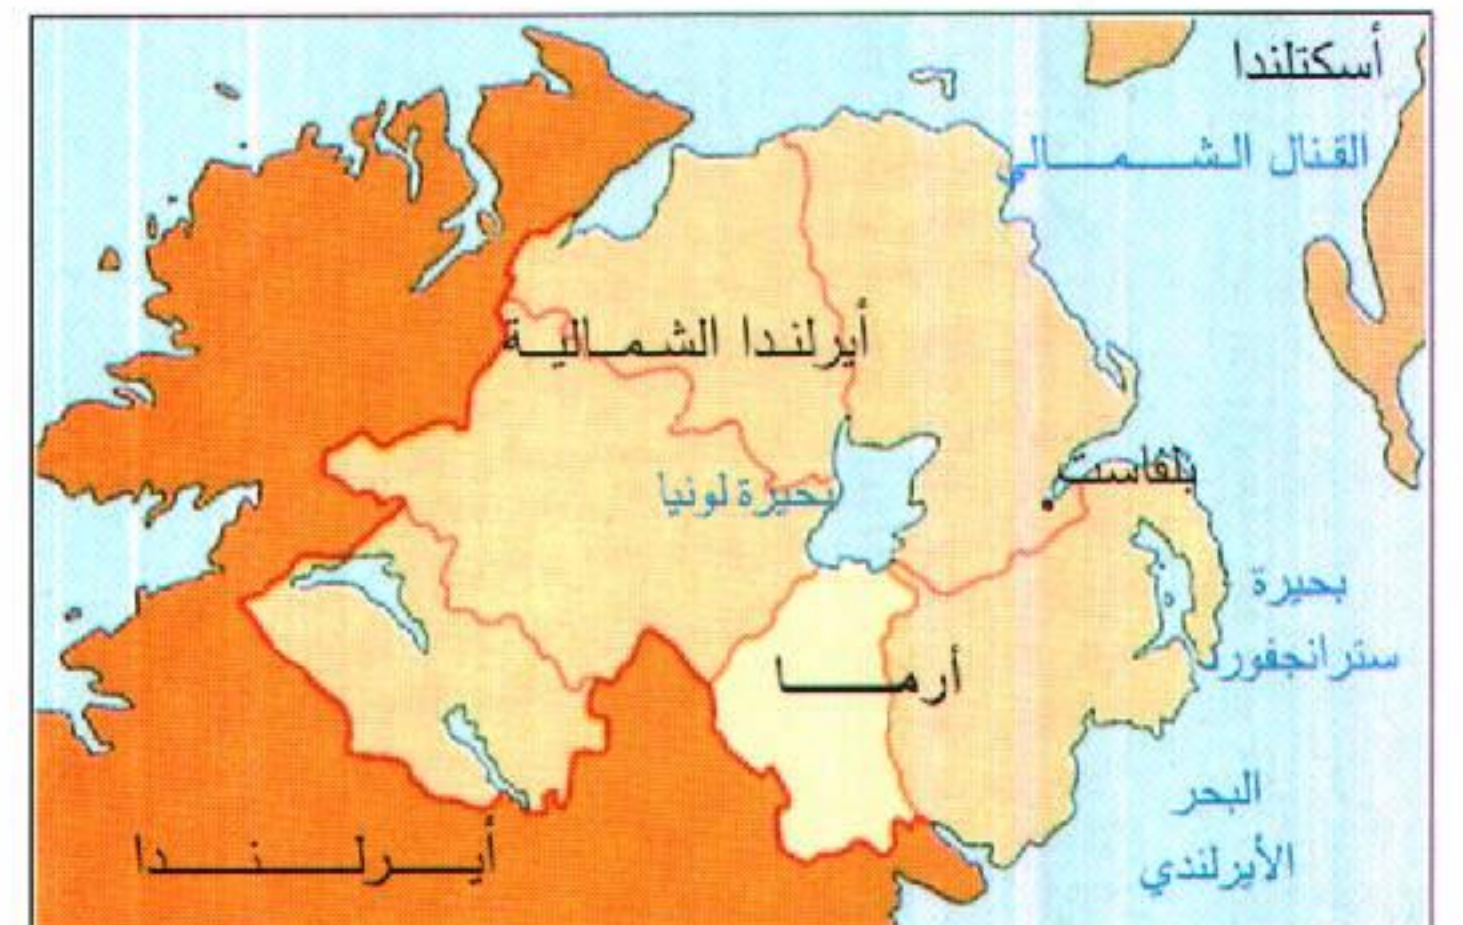 أسكتلندا
القنال الشمالي
أيرلندا الشمالية
بلفاست
بحيرة لونيا
بحيرة
سترانجفورد
أرما
البحر
الأيرلندي
أيرلندا